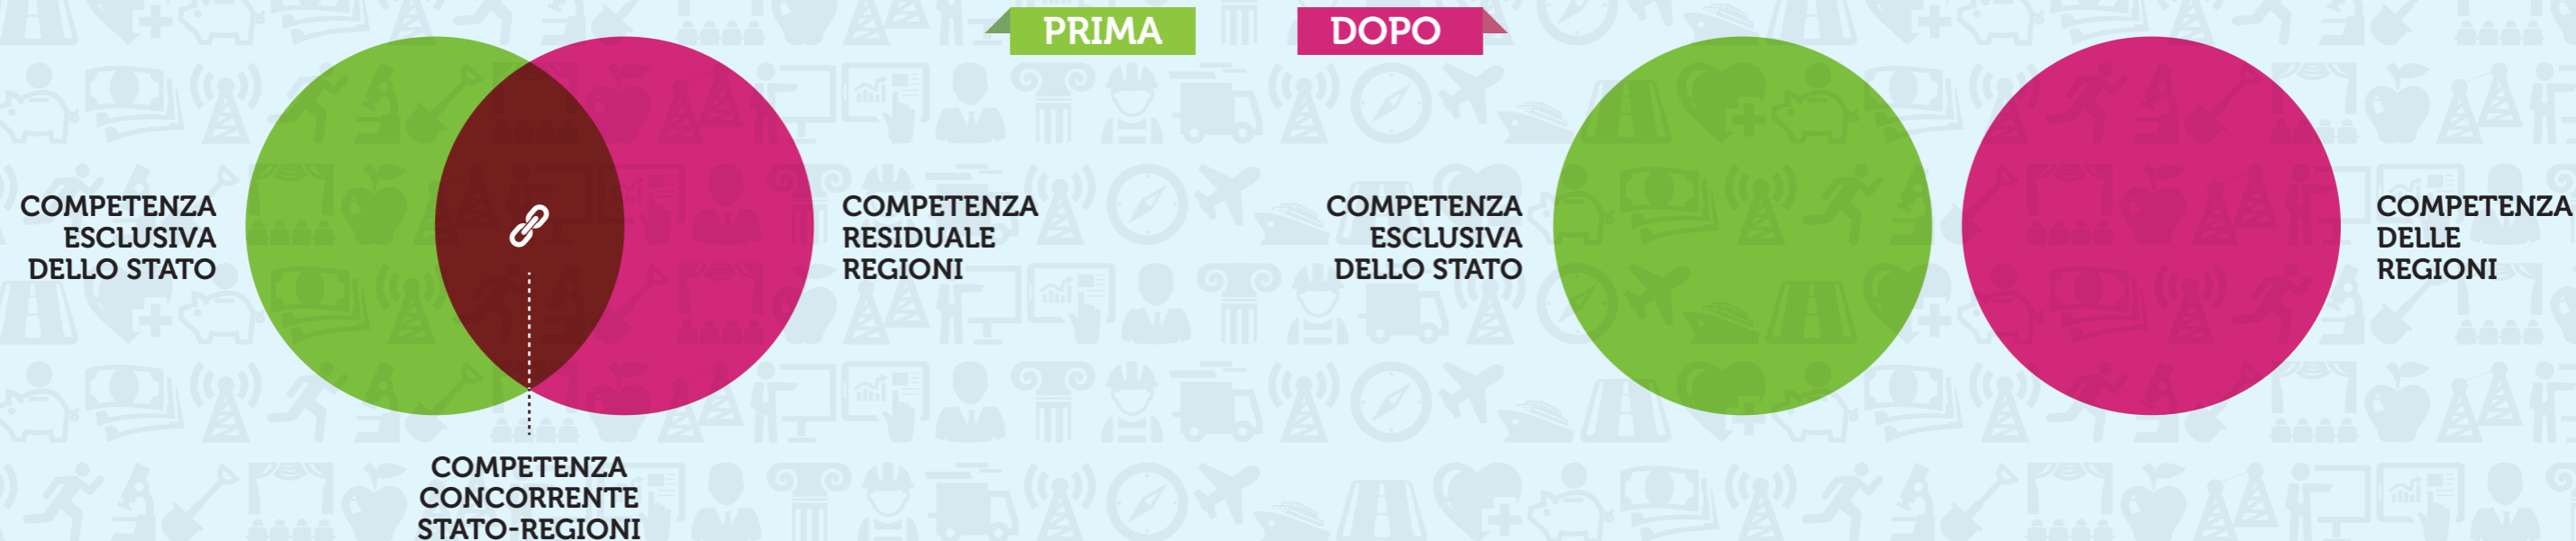 PRIMA
DOPO
COMPETENZA
ESCLUSIVA
DELLO STATO
COMPETENZA
RESIDUALE
REGIONI
COMPETENZA
CONCORRENTE
STATO-REGIONI
COMPETENZA
ESCLUSIVA
DELLO STATO
COMPETENZA
DELLE
REGIONI